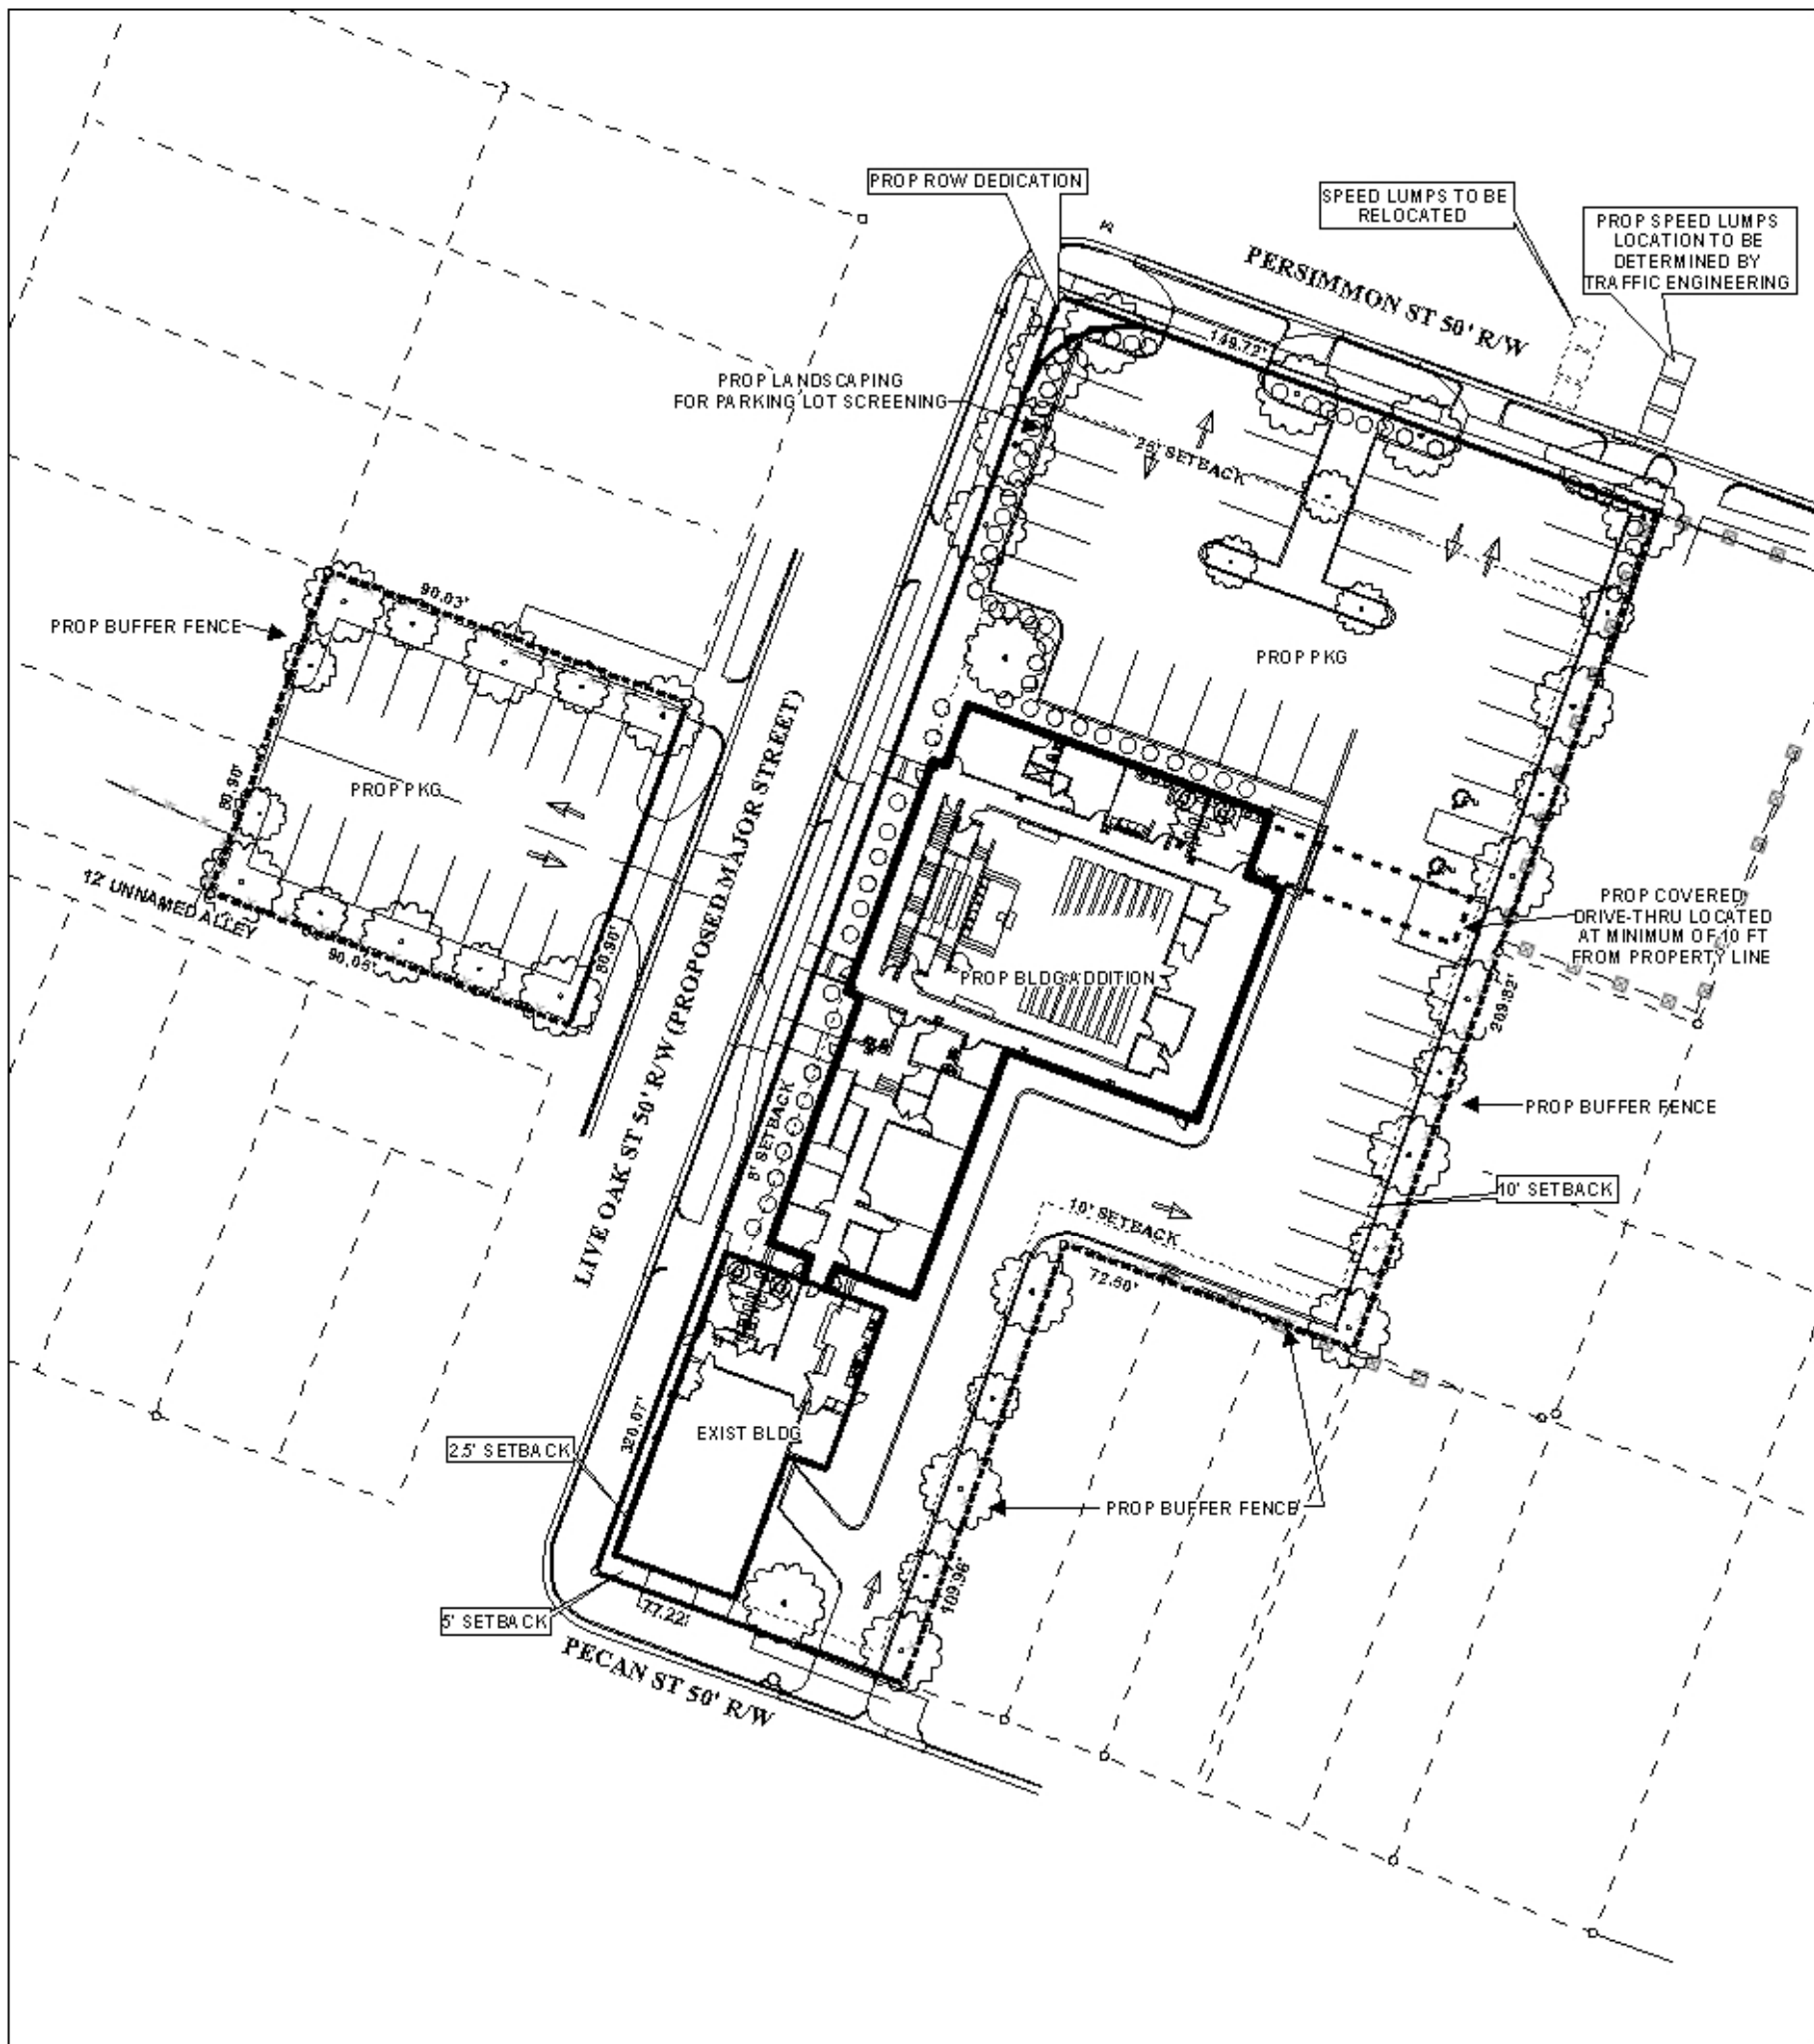 PROP ROW DEDICATION
SPEED LUMPS TO BE
RELOCATED
PROP SPEED LUMPS
LOCATION TO BE
DETERMINED BY
TRAFFIC ENGINEERING
PERSIMMON ST 50' R/W
149.72'
PROP LANDSCAPING
FOR PARKING LOT SCREENING
25' SETBACK
90.03'
PROP BUFFER FENCE
PROP PKG
PROP PKG
80.90'
12' UNNAMED ALLEY
90.05'
80.90'
LIVE OAK ST 50' R/W (PROPOSED MAJOR STREET)
PROP COVERED
DRIVE-THRU LOCATED
AT MINIMUM OF 10 FT
FROM PROPERTY LINE
PROP BLDG ADDITION
209.82'
PROP BUFFER FENCE
8' SETBACK
10' SETBACK
10' SETBACK
72.50'
EXIST BLDG
320.07'
2.5' SETBACK
PROP BUFFER FENCE
109.96'
5' SETBACK
77.22'
PECAN ST 50' R/W